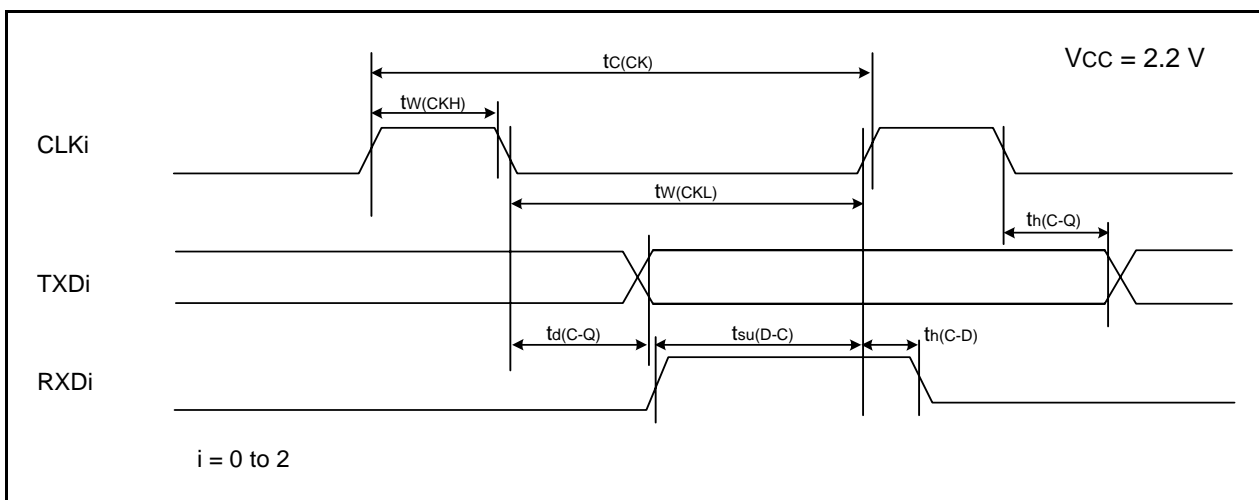 tC(CK)
VCC = 2.2 V
tW(CKH)
CLKi
tW(CKL)
th(C-Q)
TXDi
td(C-Q)
tsu(D-C)
th(C-D)
RXDi
i = 0 to 2